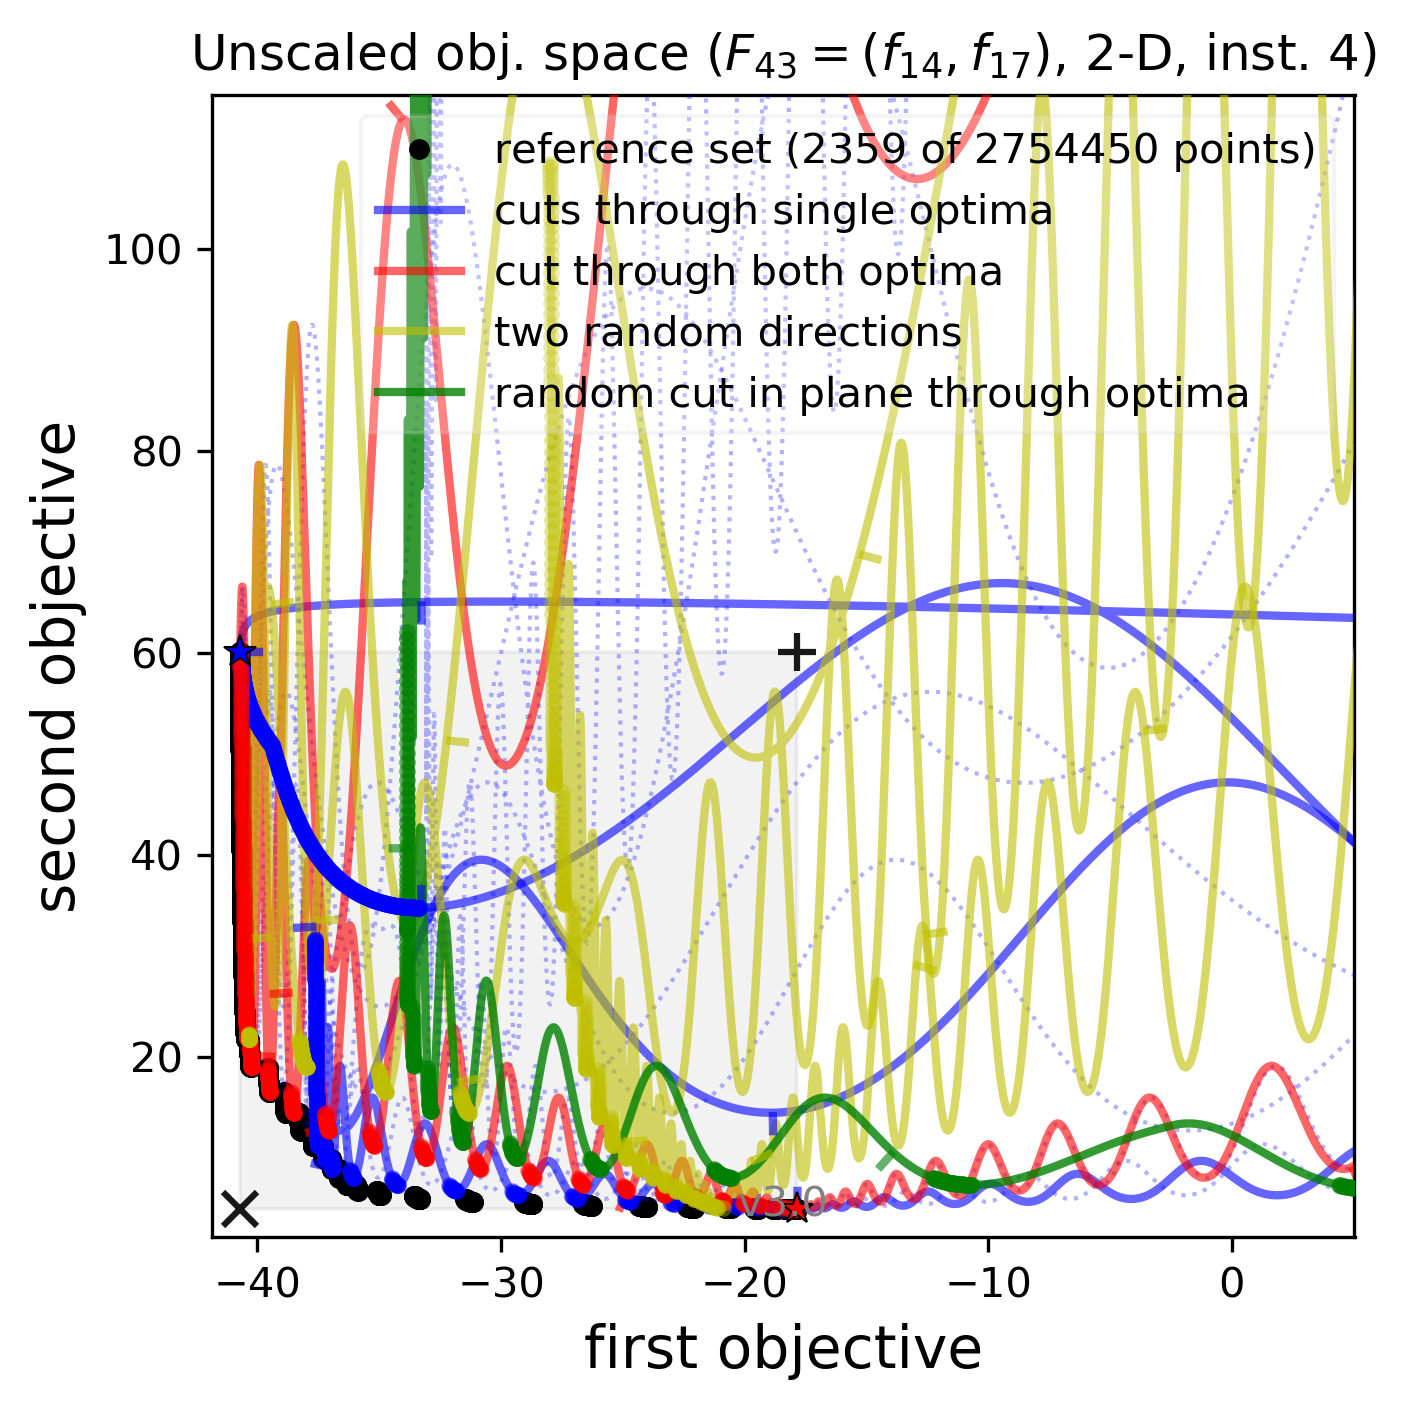 Unscaled obj. space (F₄₃ = (f₁₄, f₁₇), 2-D, inst. 4)
reference set (2359 of 2754450 points)
cuts through single optima
cut through both optima
two random directions
random cut in plane through optima
100
80
60
40
20
second objective
v3.0
−40 −30 −20 −10 0
first objective